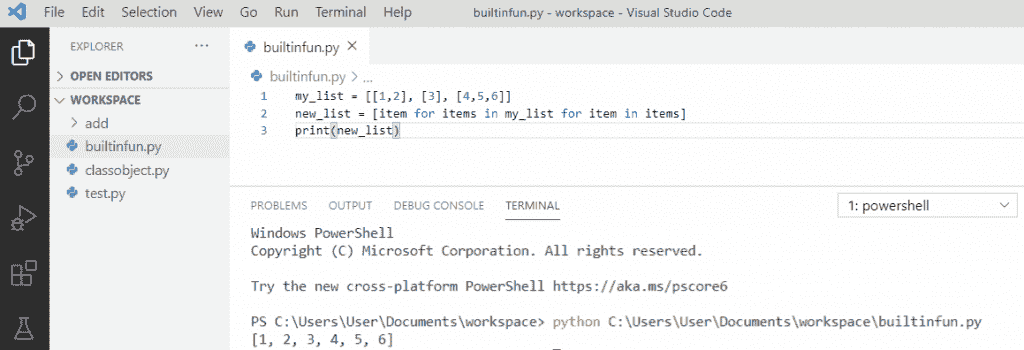 File Edit Selection View Go Run Terminal Help builtinfun.py - workspace - Visual Studio Code
EXPLORER ...
OPEN EDITORS
WORKSPACE
add
builtinfun.py
classobject.py
test.py
builtinfun.py
builtinfun.py > ...
1 my_list = [[1,2], [3], [4,5,6]]
2 new_list = [item for items in my_list for item in items]
3 print(new_list)
PROBLEMS OUTPUT DEBUG CONSOLE TERMINAL 1: powershell
Windows PowerShell
Copyright (C) Microsoft Corporation. All rights reserved.
Try the new cross-platform PowerShell https://aka.ms/pscore6
PS C:\Users\User\Documents\workspace> python C:\Users\User\Documents\workspace\builtinfun.py
[1, 2, 3, 4, 5, 6]